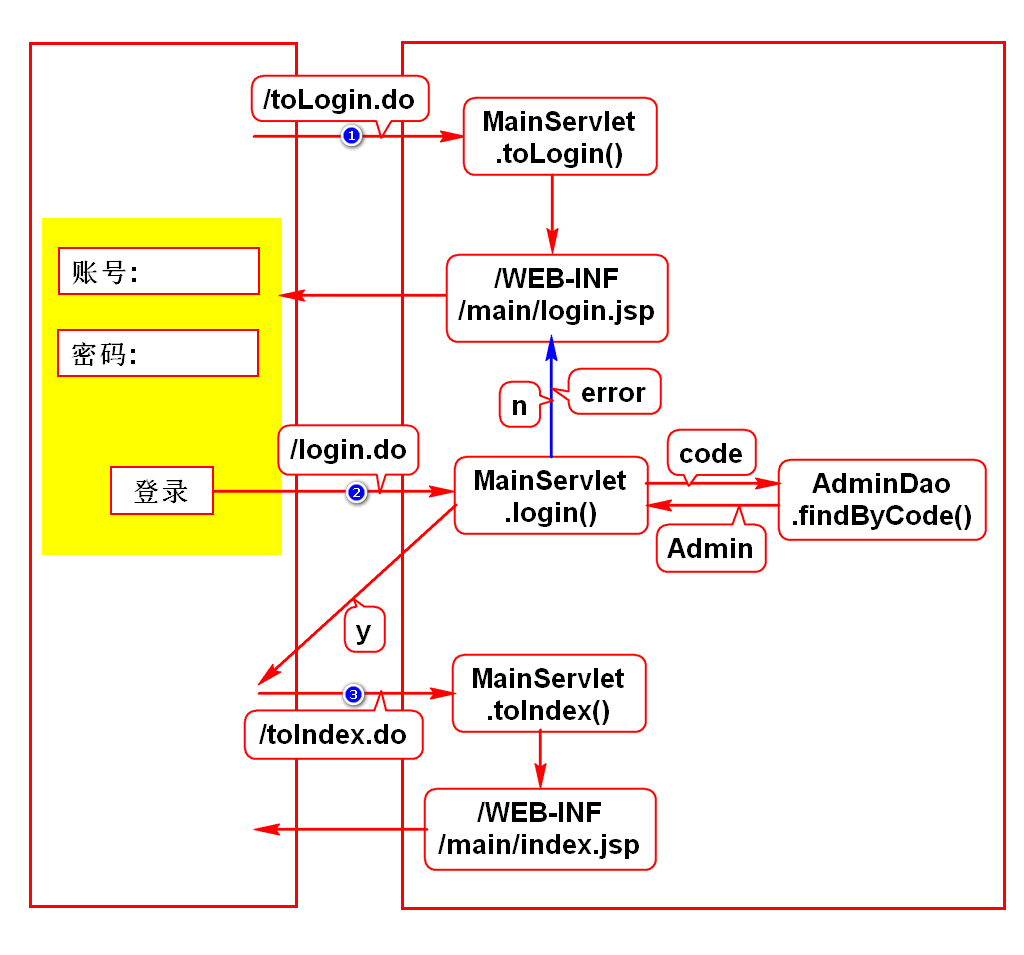 /toLogin.do
1
MainServlet
.toLogin()
账号:
/WEB-INF
/main/login.jsp
密码:
n
error
/login.do
登录
2
MainServlet
.login()
code
AdminDao
.findByCode()
Admin
y
3
/toIndex.do
MainServlet
.toIndex()
/WEB-INF
/main/index.jsp